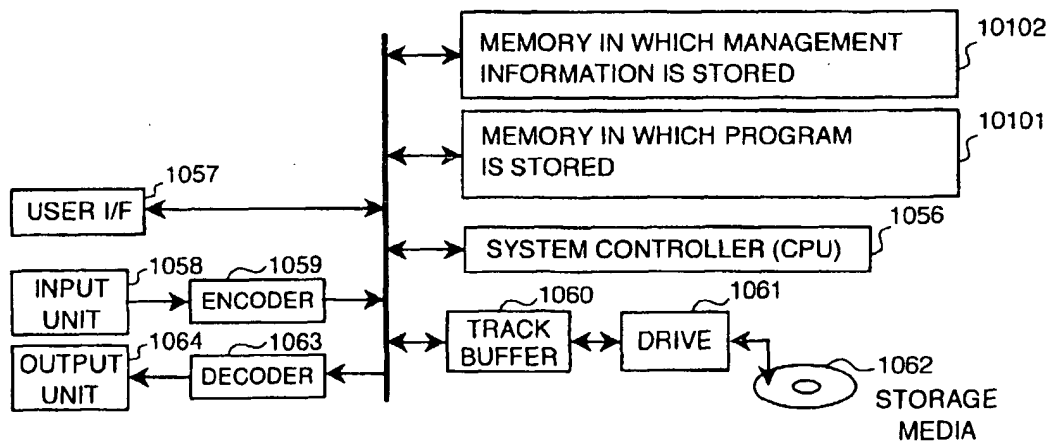 10102
MEMORY IN WHICH MANAGEMENT
INFORMATION IS STORED
10101
MEMORY IN WHICH PROGRAM
IS STORED
1057
USER I/F
1056
SYSTEM CONTROLLER (CPU)
1058
INPUT
UNIT
1059
ENCODER
1060
TRACK
BUFFER
1061
DRIVE
1064
OUTPUT
UNIT
1063
DECODER
1062
STORAGE
MEDIA